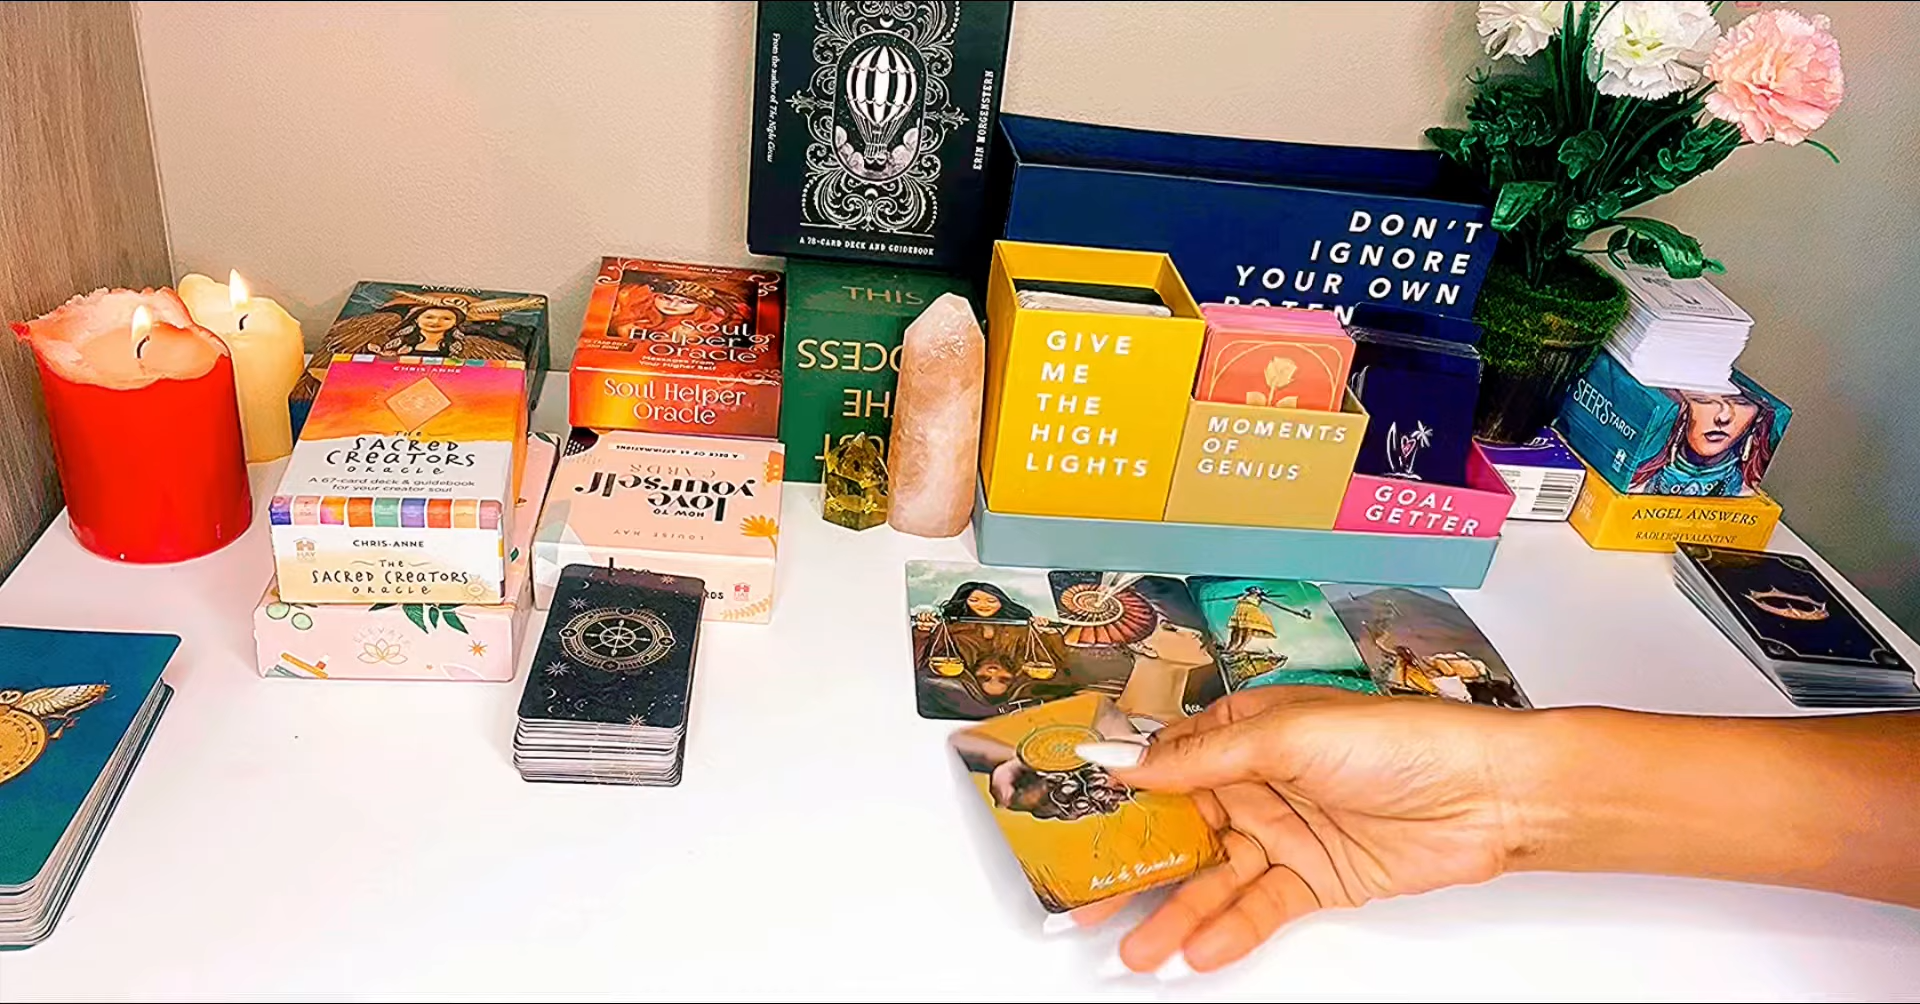 From the author of The Night Circus
ERIN MORGENSTERN
A 78-CARD DECK AND GUIDEBOOK
DON'T
IGNORE
YOUR OWN
GIVE
ME
THE
HIGH
LIGHTS
MOMENTS
OF
GENIUS
GOAL
GETTER
THIS
THE
Soul
Helper
Oracle
Messages from
Your Higher Self
Soul Helper
Oracle
CHRIS-ANNE
THE
SACRED
CREATORS
ORACLE
A 67-card deck & guidebook
for your creator soul
CHRIS-ANNE
THE
SACRED CREATORS
ORACLE
ELEVATE
A DECK OF 64 AFFIRMATIONS
HOW TO
love
yourself
CARDS
LOUISE HAY
SEER'S TAROT
ANGEL ANSWERS
RADLEIGH VALENTINE